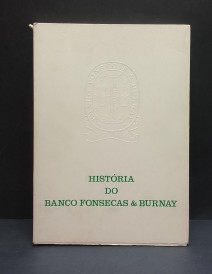 HISTÓRIA
DO
BANCO FONSECAS & BURNAY